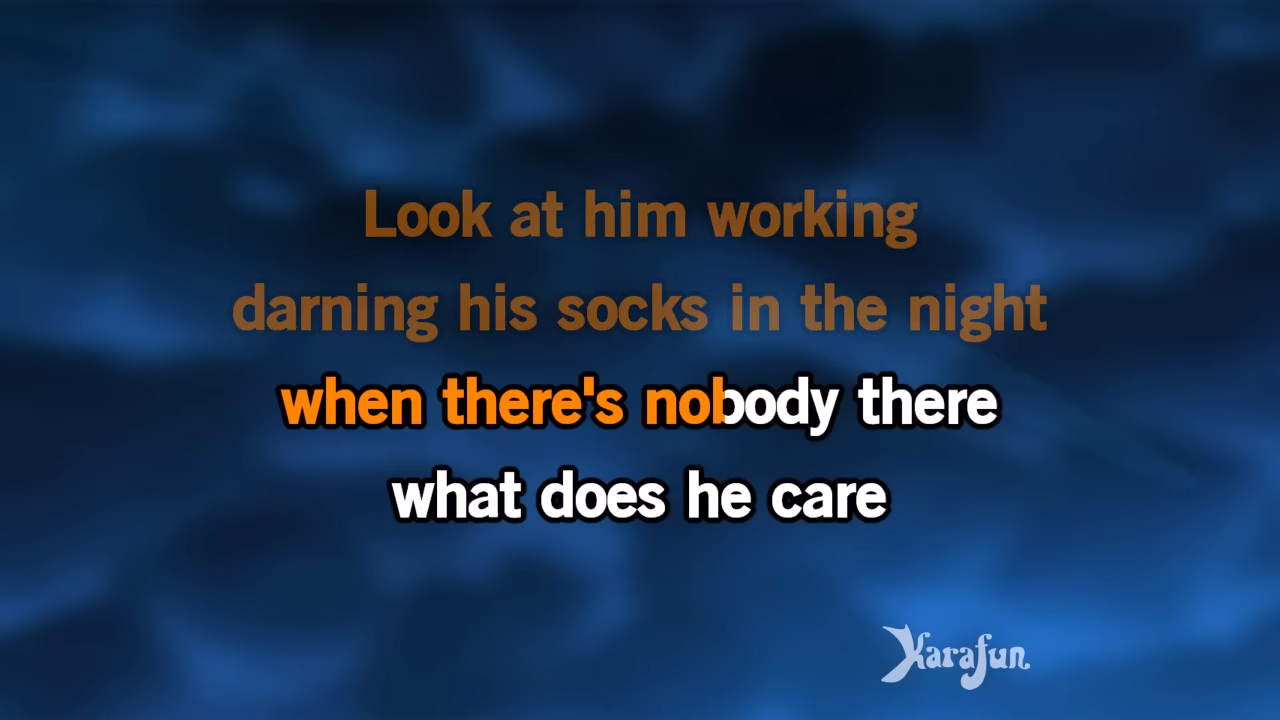 Look at him working
darning his socks in the night
when there's nobody there
what does he care
Karafun